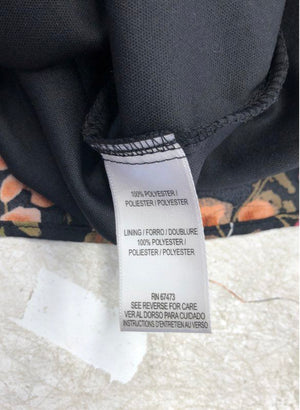 100% POLYESTER /
POLIESTER / POLYESTER
LINING / FORRO / DOUBLURE
100% POLYESTER /
POLIESTER / POLYESTER
RN 67473
SEE REVERSE FOR CARE
VER AL DORSO PARA CUIDADO
INSTRUCTIONS D'ENTRETIEN AU VERSO